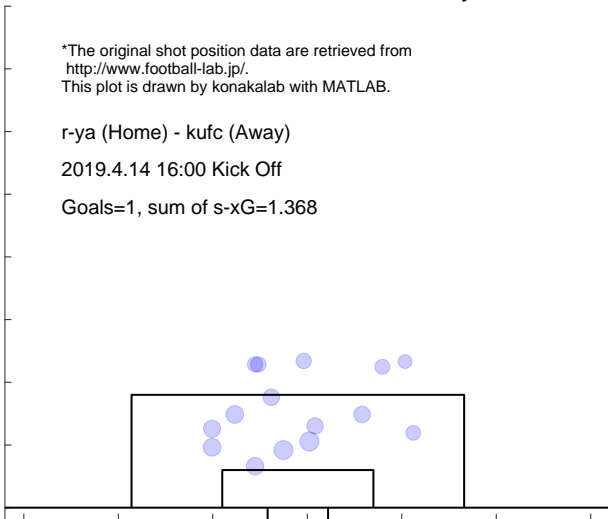 *The original shot position data are retrieved from
http://www.football-lab.jp/.
This plot is drawn by konakalab with MATLAB.
r-ya (Home) - kufc (Away)
2019.4.14 16:00 Kick Off
Goals=1, sum of s-xG=1.368